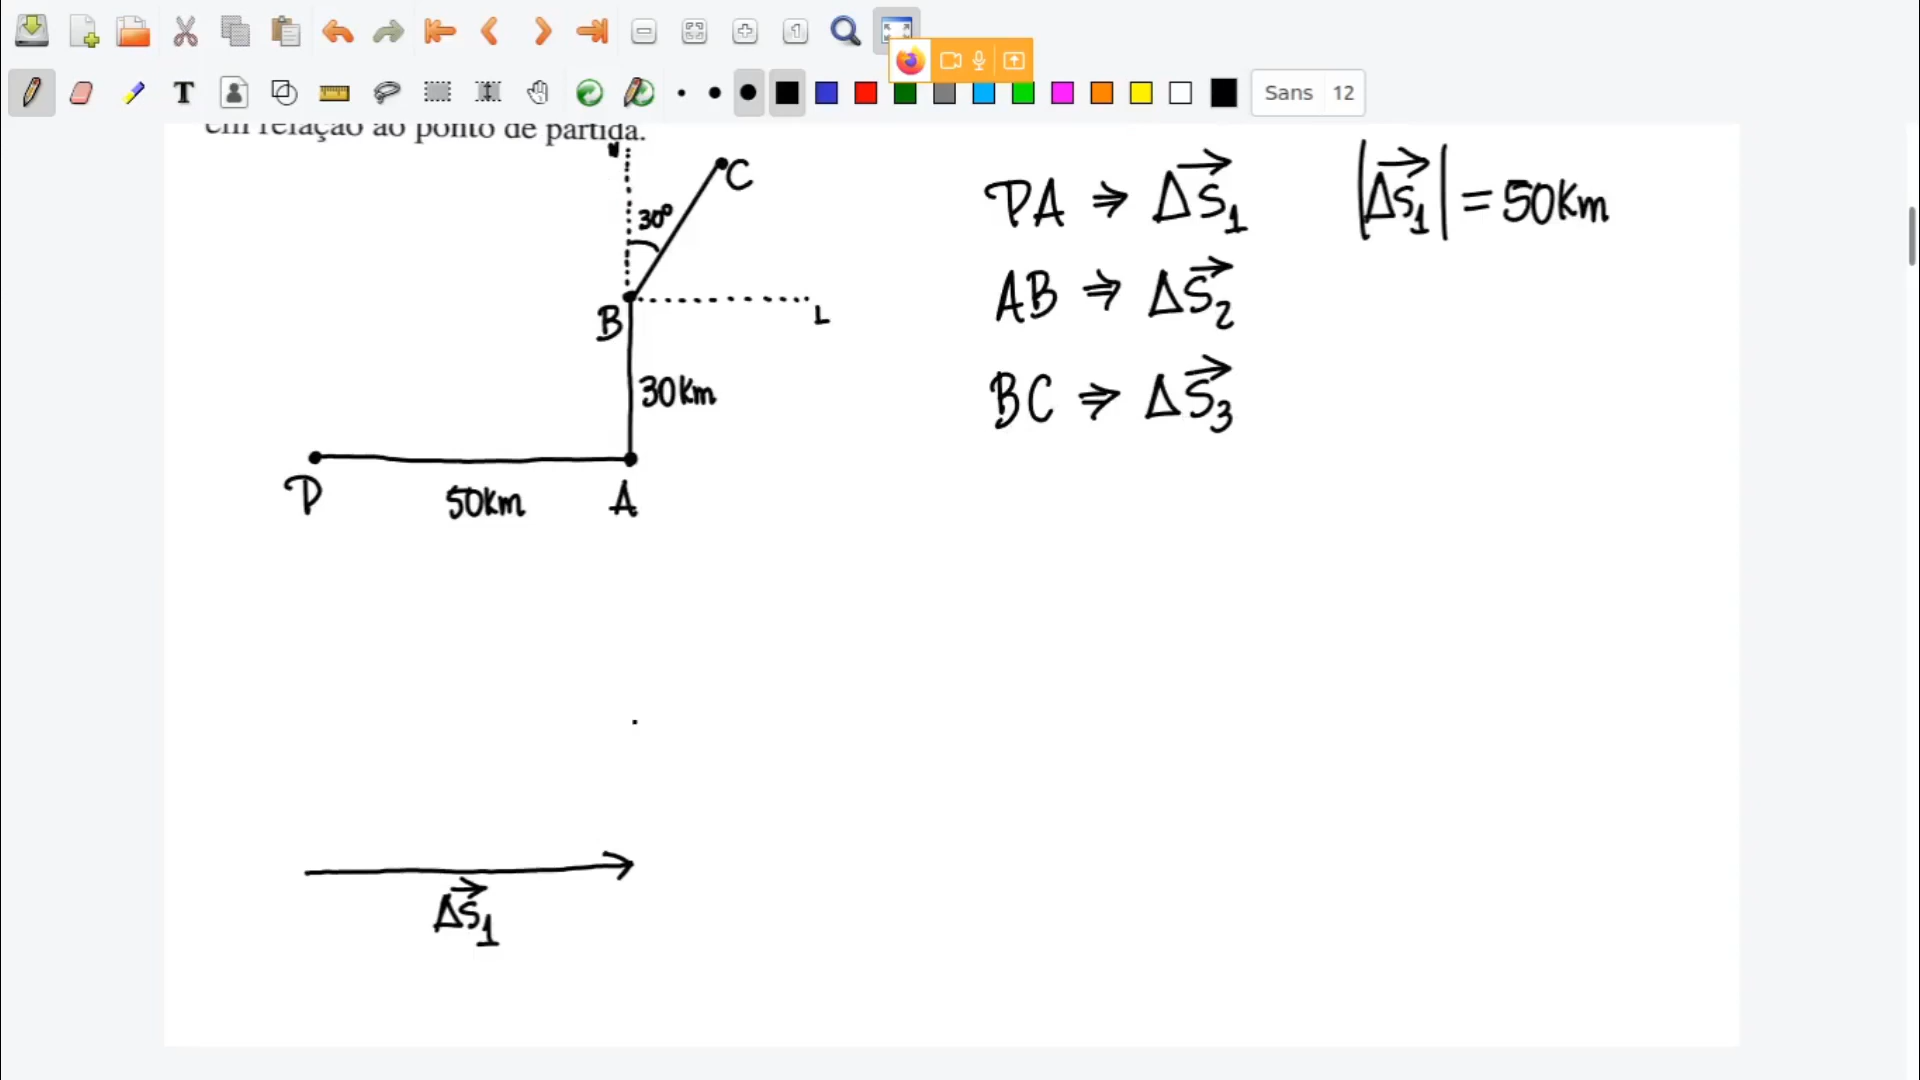 Sans 12
em relação ao ponto de partida.
N
C
30°
B
L
30Km
P
50Km
A
PA ⇒ ΔS⃗₁
|ΔS⃗₁| = 50Km
AB ⇒ ΔS⃗₂
BC ⇒ ΔS⃗₃
ΔS⃗₁